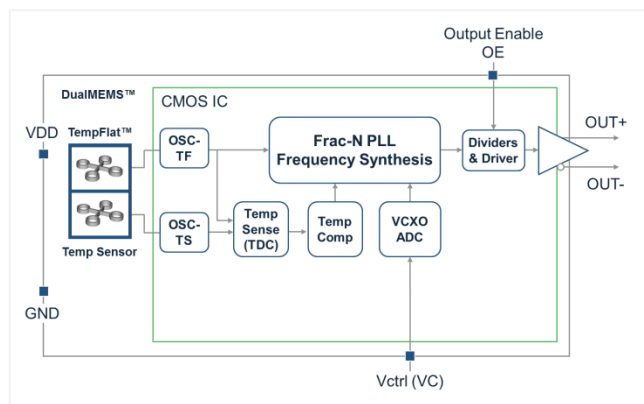 Output Enable
OE
DualMEMS™
CMOS IC
VDD
TempFlat™
OSC-
TF
Frac-N PLL
Frequency Synthesis
Dividers
& Driver
OUT+
OUT-
OSC-
TS
Temp
Sense
(TDC)
Temp
Comp
VCXO
ADC
Temp Sensor
GND
Vctrl (VC)